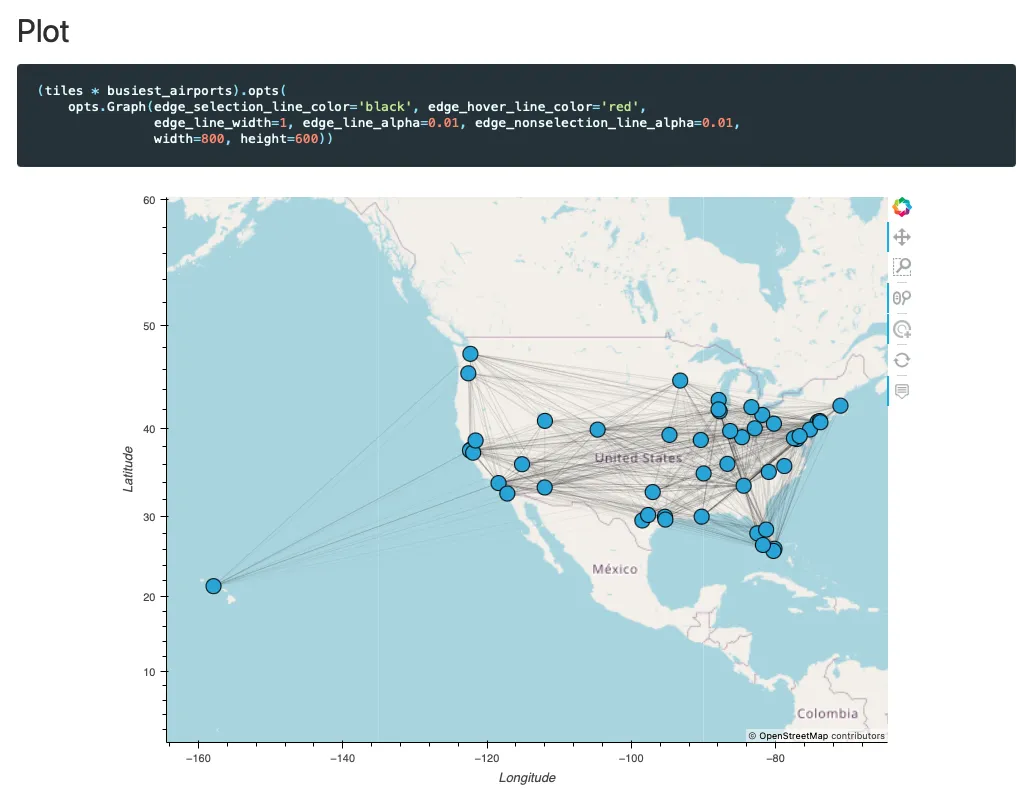 Plot
(tiles * busiest_airports).opts(
    opts.Graph(edge_selection_line_color='black', edge_hover_line_color='red',
               edge_line_width=1, edge_line_alpha=0.01, edge_nonselection_line_alpha=0.01,
               width=800, height=600))
60
50
40
30
20
10
Latitude
United States
México
Colombia
© OpenStreetMap contributors
−160 −140 −120 −100 −80
Longitude